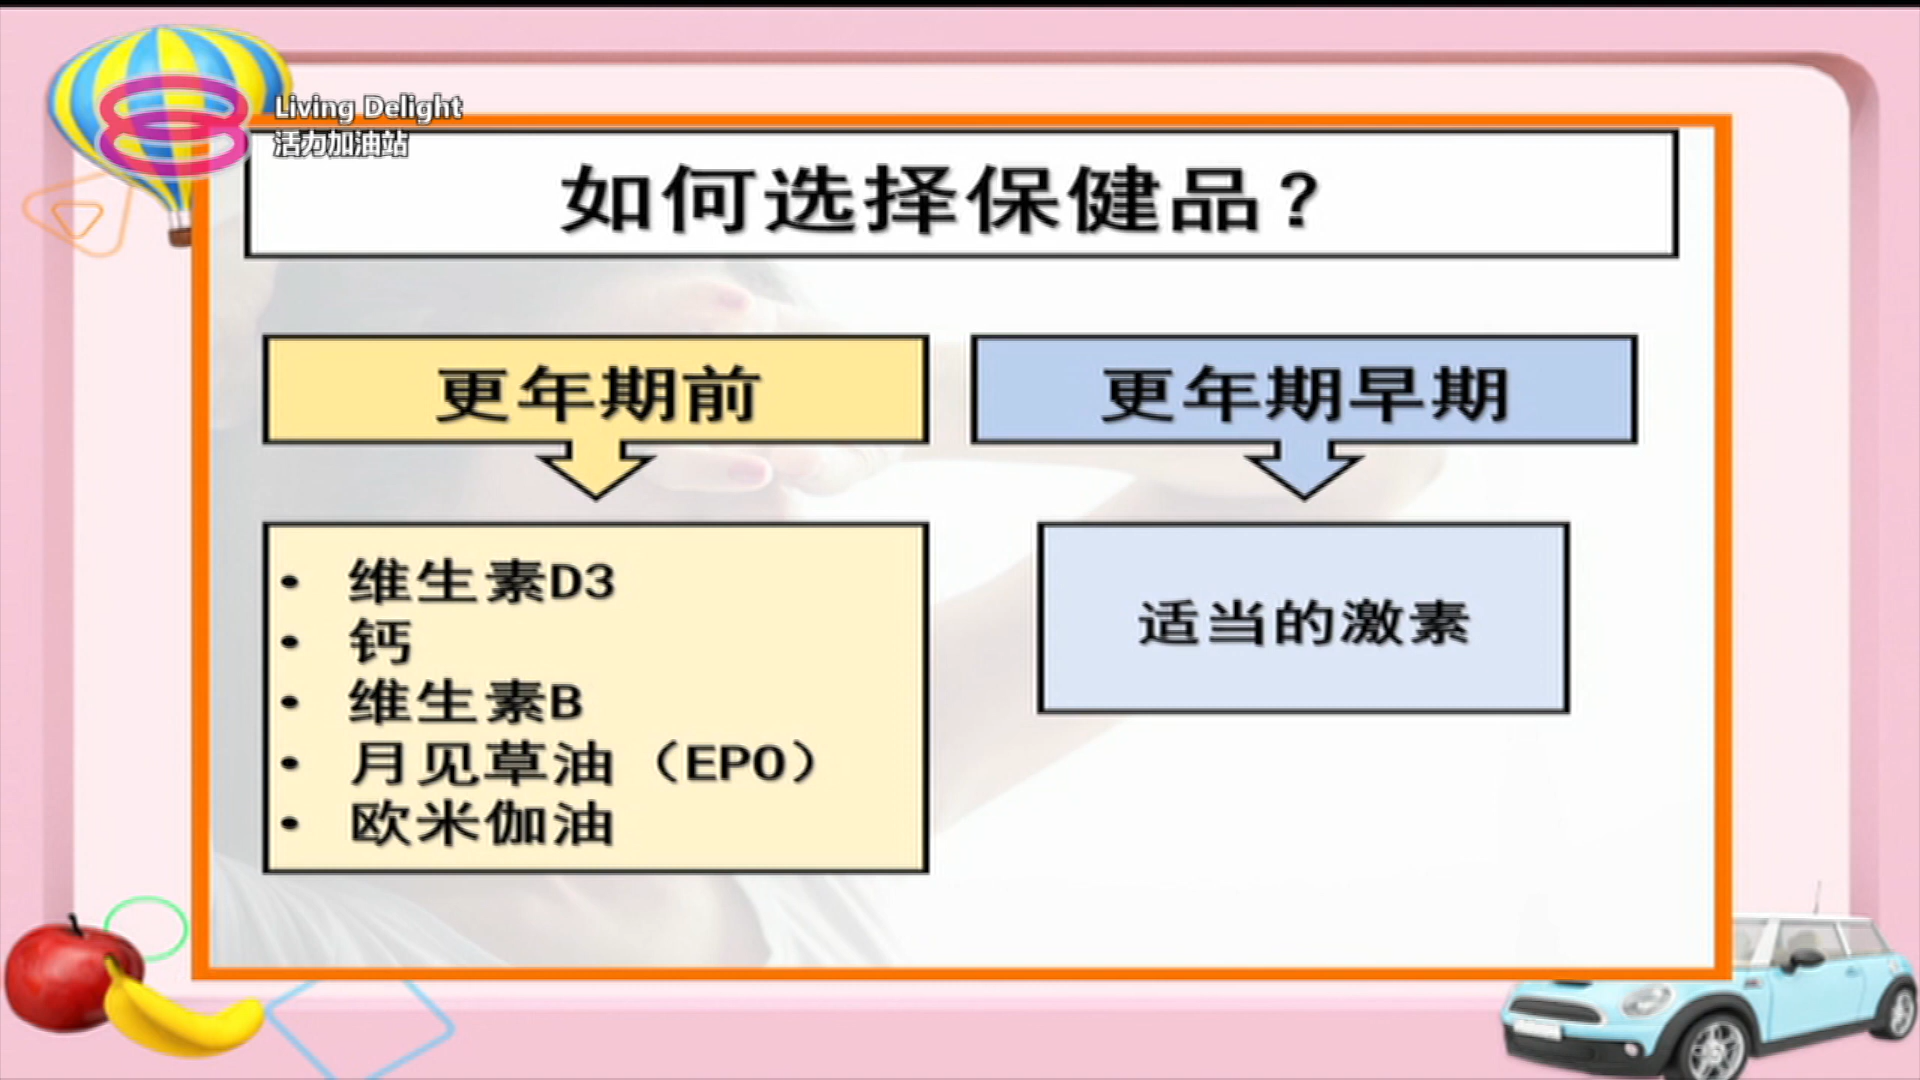 Living Delight
活力加油站
如何选择保健品?
更年期前
更年期早期
• 维生素D3
• 钙
• 维生素B
• 月见草油（EPO）
• 欧米伽油
适当的激素